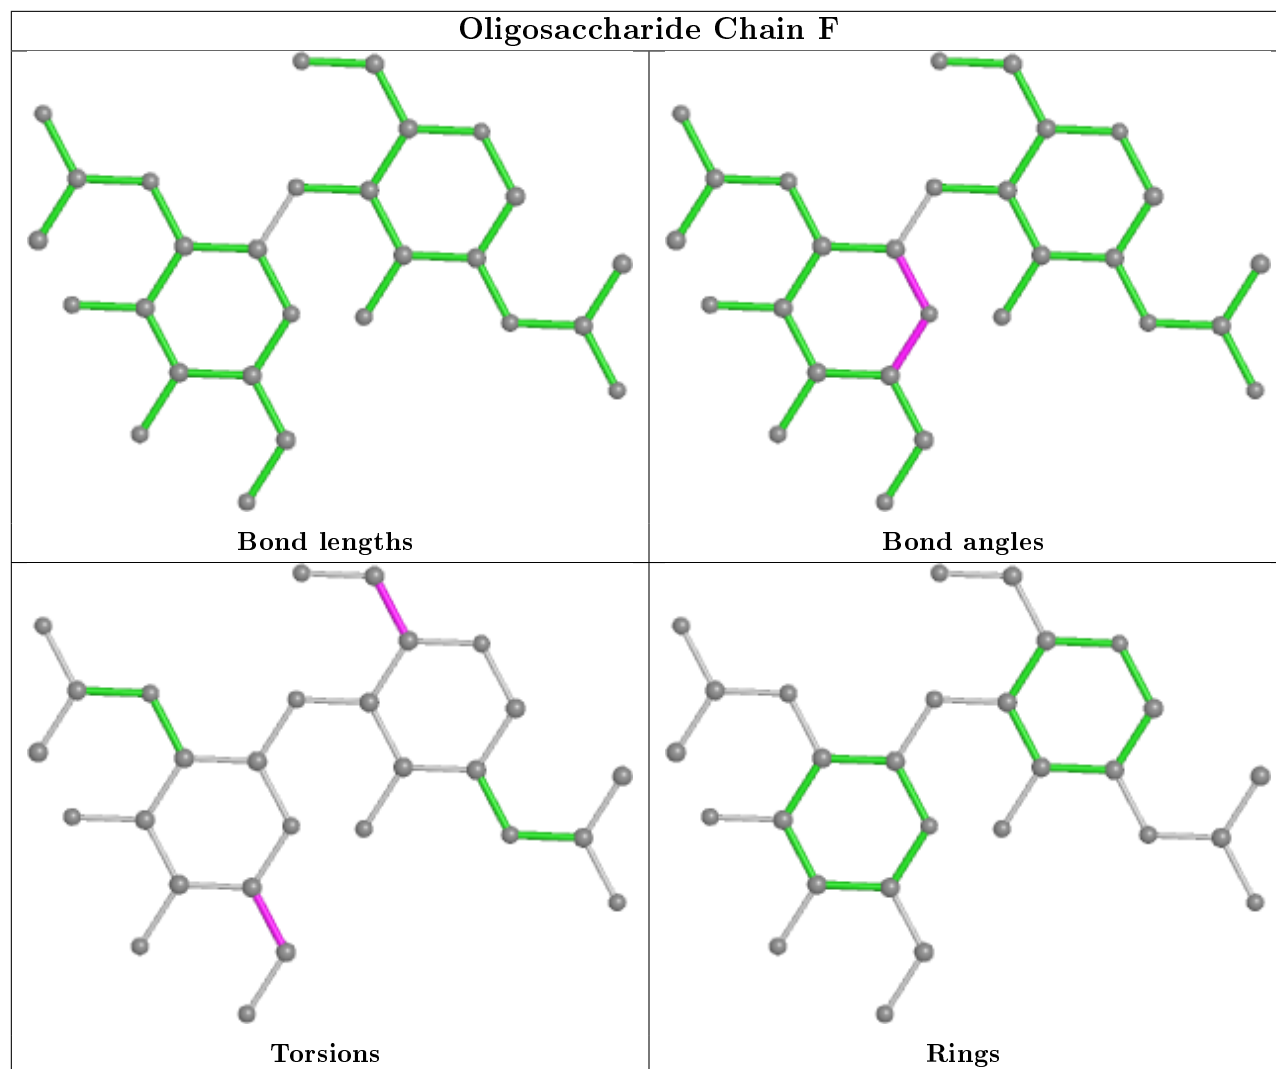 Oligosaccharide Chain F
Bond lengths
Bond angles
Torsions
Rings